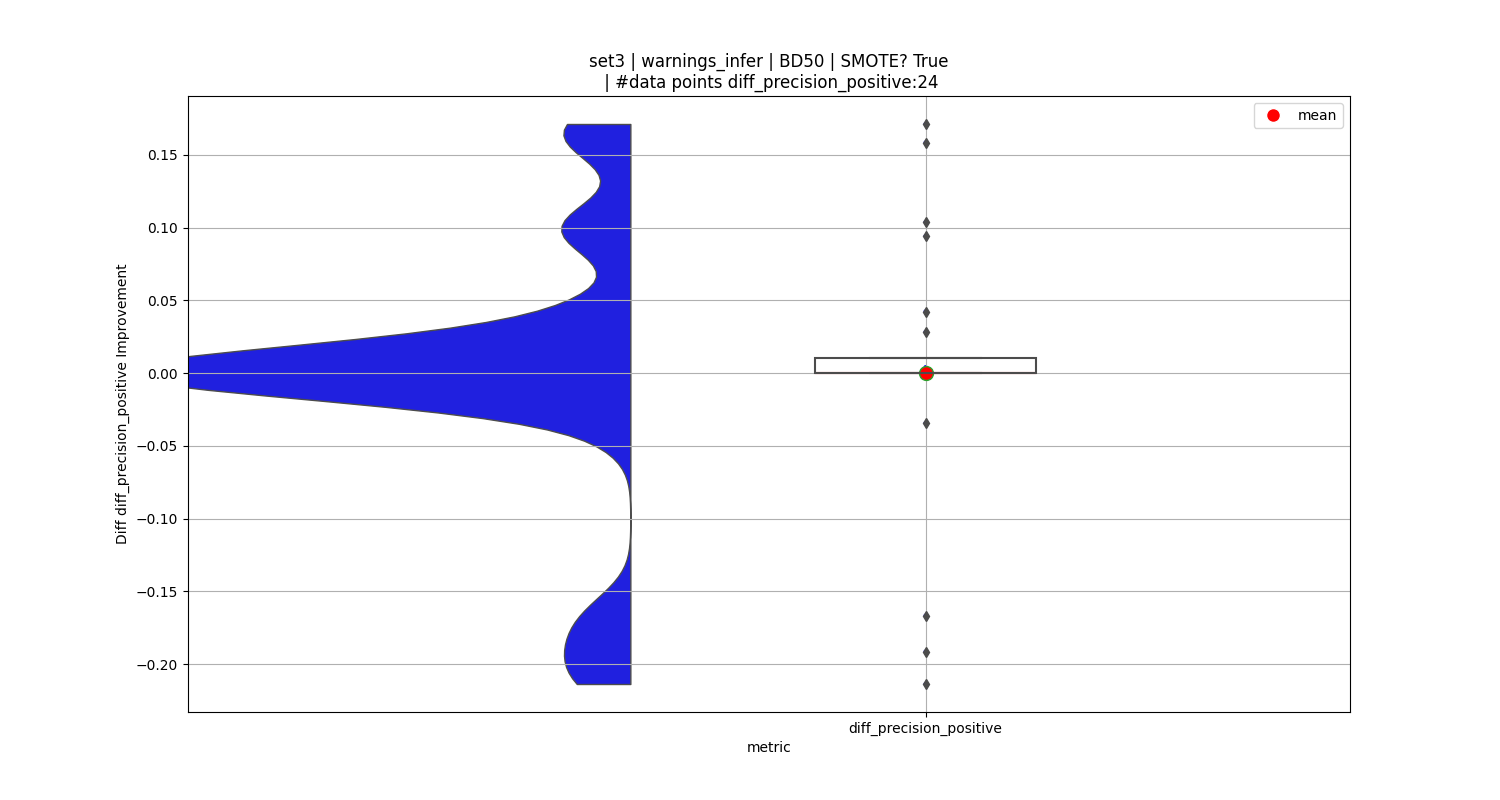 set3 | warnings_infer | BD50 | SMOTE? True
| #data points diff_precision_positive:24
mean
0.15
0.10
0.05
0.00
−0.05
−0.10
−0.15
−0.20
Diff diff_precision_positive Improvement
diff_precision_positive
metric